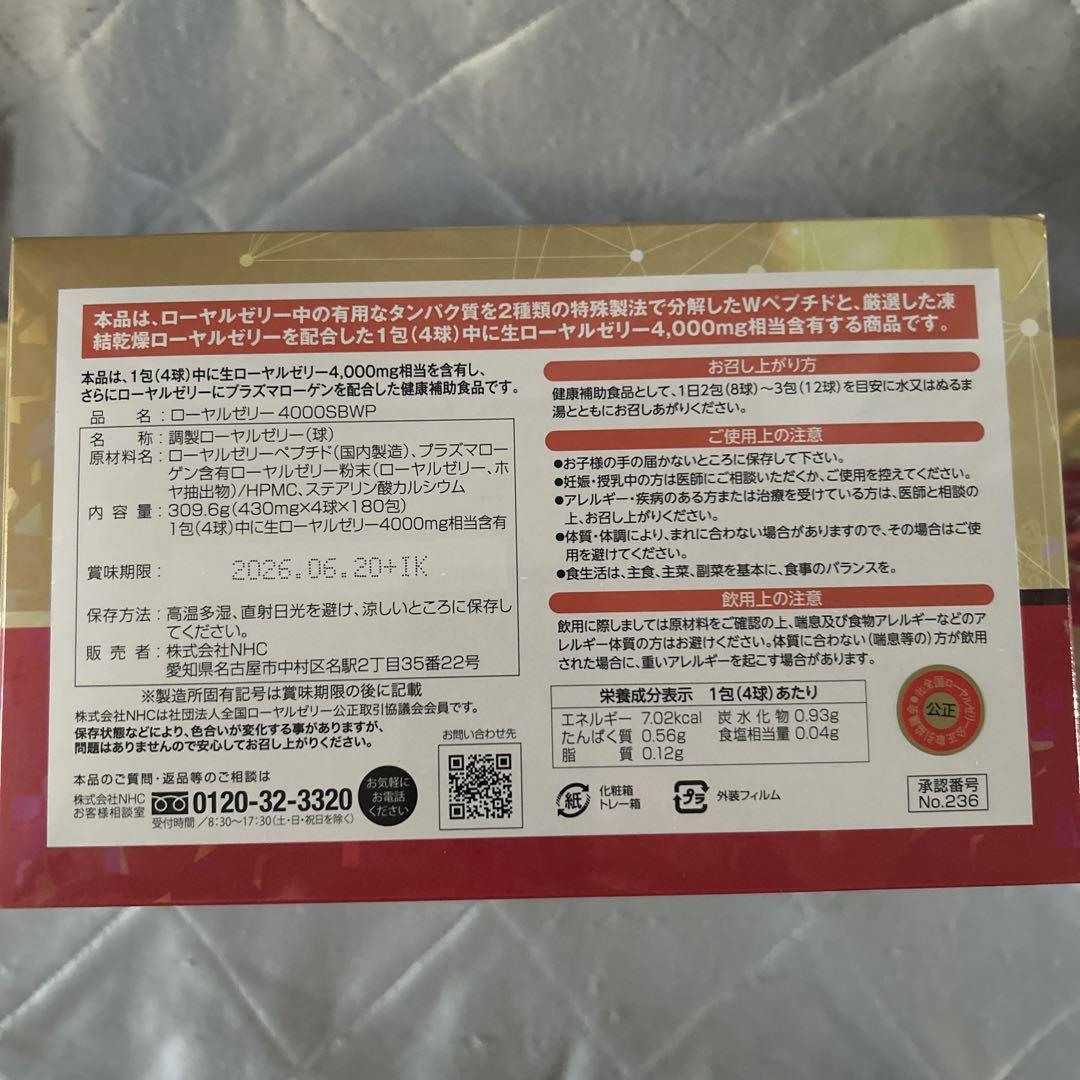 本品は、ローヤルゼリー中の有用なタンパク質を2種類の特殊製法で分解したWペプチドと、厳選した凍
結乾燥ローヤルゼリーを配合した1包(4球)中に生ローヤルゼリー4,000mg相当含有する商品です。
本品は、1包(4球)中に生ローヤルゼリー4,000mg相当を含有し、
さらにローヤルゼリーにプラズマローゲンを配合した健康補助食品です。
品 名:ローヤルゼリー4000SBWP
名 称:調製ローヤルゼリー(球)
原材料名:ローヤルゼリーペプチド(国内製造)、プラズマロー
ゲン含有ローヤルゼリー粉末(ローヤルゼリー、ホ
ヤ抽出物)/HPMC、ステアリン酸カルシウム
内容量:309.6g(430mg×4球×180包)
1包(4球)中に生ローヤルゼリー4000mg相当含有
賞味期限: 2026.06.20+IK
保存方法:高温多湿、直射日光を避け、涼しいところに保存し
てください。
販売者:株式会社NHC
愛知県名古屋市中村区名駅2丁目35番22号
※製造所固有記号は賞味期限の後に記載
株式会社NHCは社団法人全国ローヤルゼリー公正取引協議会会員です。
保存状態などにより、色合いが変化する事がありますが、
問題はありませんので安心してお召し上がりください。
本品のご質問・返品等のご相談は
株式会社NHC
お客様相談室
0120-32-3320
受付時間/8:30〜17:30(土・日・祝日を除く)
お気軽に
お電話
ください
お問い合わせ先
お召し上がり方
健康補助食品として、1日2包(8球)〜3包(12球)を目安に水又はぬるま
湯とともにお召しあがりください。
ご使用上の注意
●お子様の手の届かないところに保存して下さい。
●妊娠・授乳中の方は医師にご相談いただくか、ご使用を控えてください。
●アレルギー・疾病のある方または治療を受けている方は、医師と相談の
上、お召し上がりください。
●体質・体調により、まれに合わない場合がありますので、その場合はご使
用を避けてください。
●食生活は、主食、主菜、副菜を基本に、食事のバランスを。
飲用上の注意
飲用に際しましては原材料をご確認の上、喘息及び食物アレルギーなどのア
レルギー体質の方はお避けください。体質に合わない(喘息等の)方が飲用
された場合に、重いアレルギーを起こす場合があります。
栄養成分表示 1包(4球)あたり
エネルギー 7.02kcal 炭水化物 0.93g
たんぱく質 0.56g 食塩相当量 0.04g
脂質 0.12g
紙
化粧箱
トレー箱
プラ
外装フィルム
公正
㈳全国ローヤルゼリー公正取引協議会
承認番号
No.236